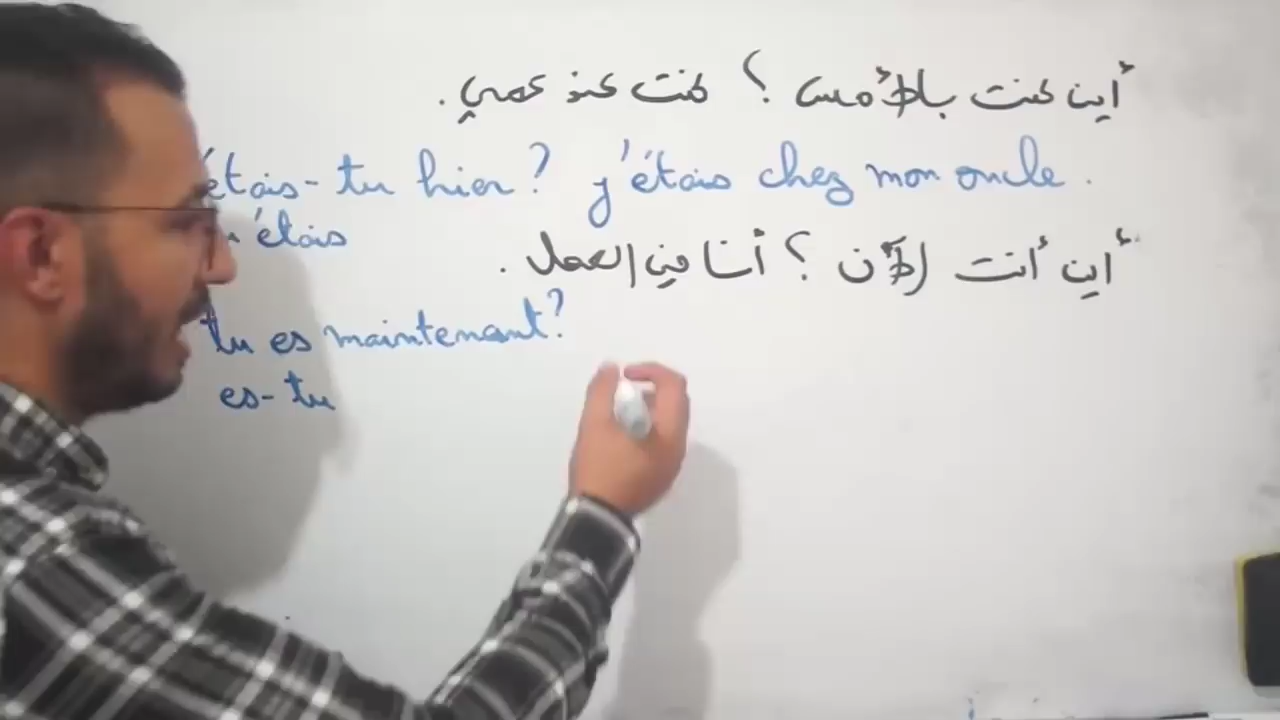 أين كنت بالأمس؟ كنت عند عمي.
étais-tu hier? j'étais chez mon oncle.
étais
أين أنت الآن؟ أنا في العمل.
tu es maintenant?
es-tu